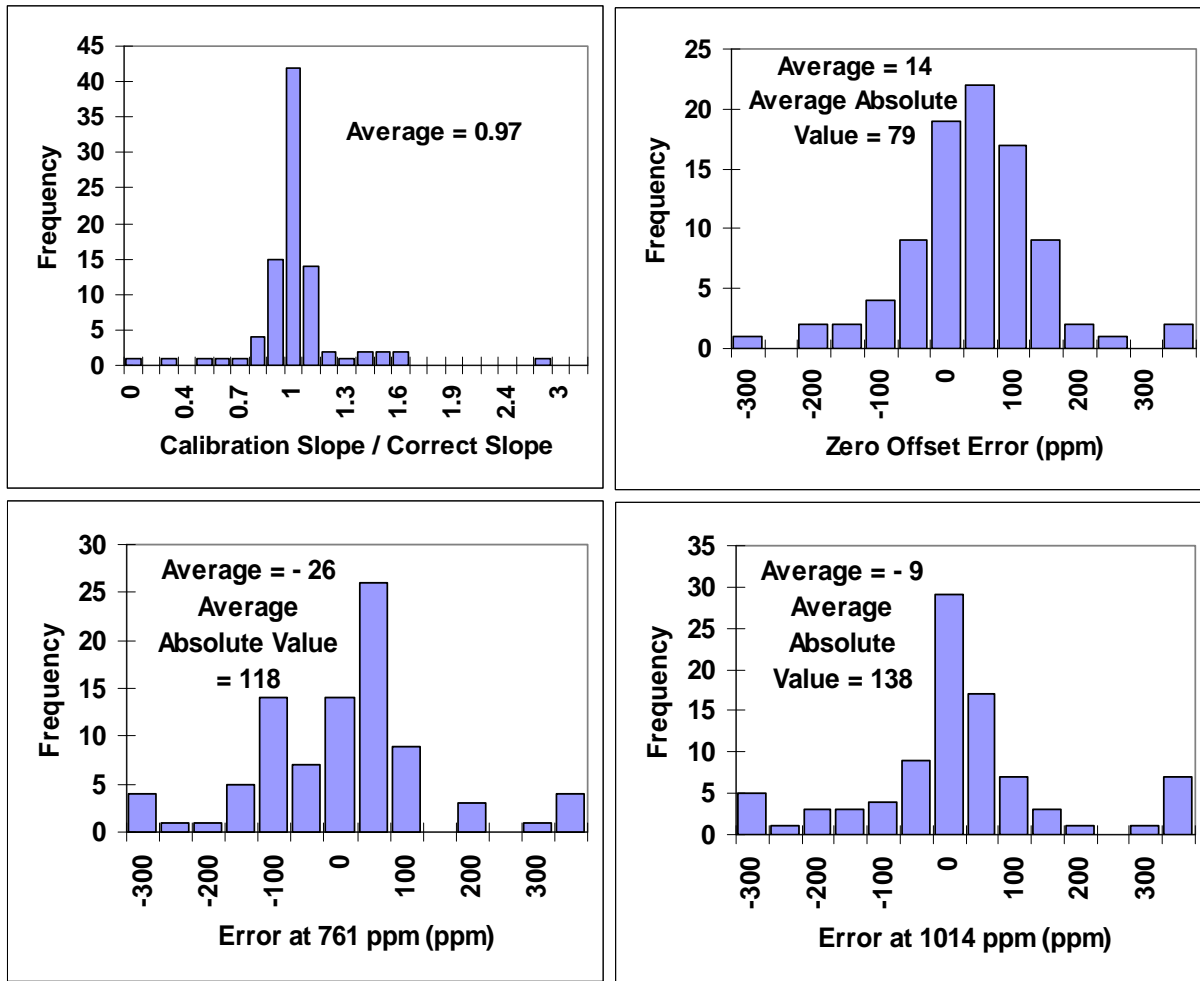 45
40
35
30
25
20
15
10
5
0
Frequency
Average = 0.97
0 0.4 0.7 1 1.3 1.6 1.9 2.4 3
Calibration Slope / Correct Slope
25
20
15
10
5
0
Frequency
Average = 14
Average Absolute
Value = 79
-300 -200 -100 0 100 200 300
Zero Offset Error (ppm)
30
25
20
15
10
5
0
Frequency
Average = - 26
Average
Absolute Value
= 118
-300 -200 -100 0 100 200 300
Error at 761 ppm (ppm)
35
30
25
20
15
10
5
0
Frequency
Average = - 9
Average
Absolute
Value = 138
-300 -200 -100 0 100 200 300
Error at 1014 ppm (ppm)